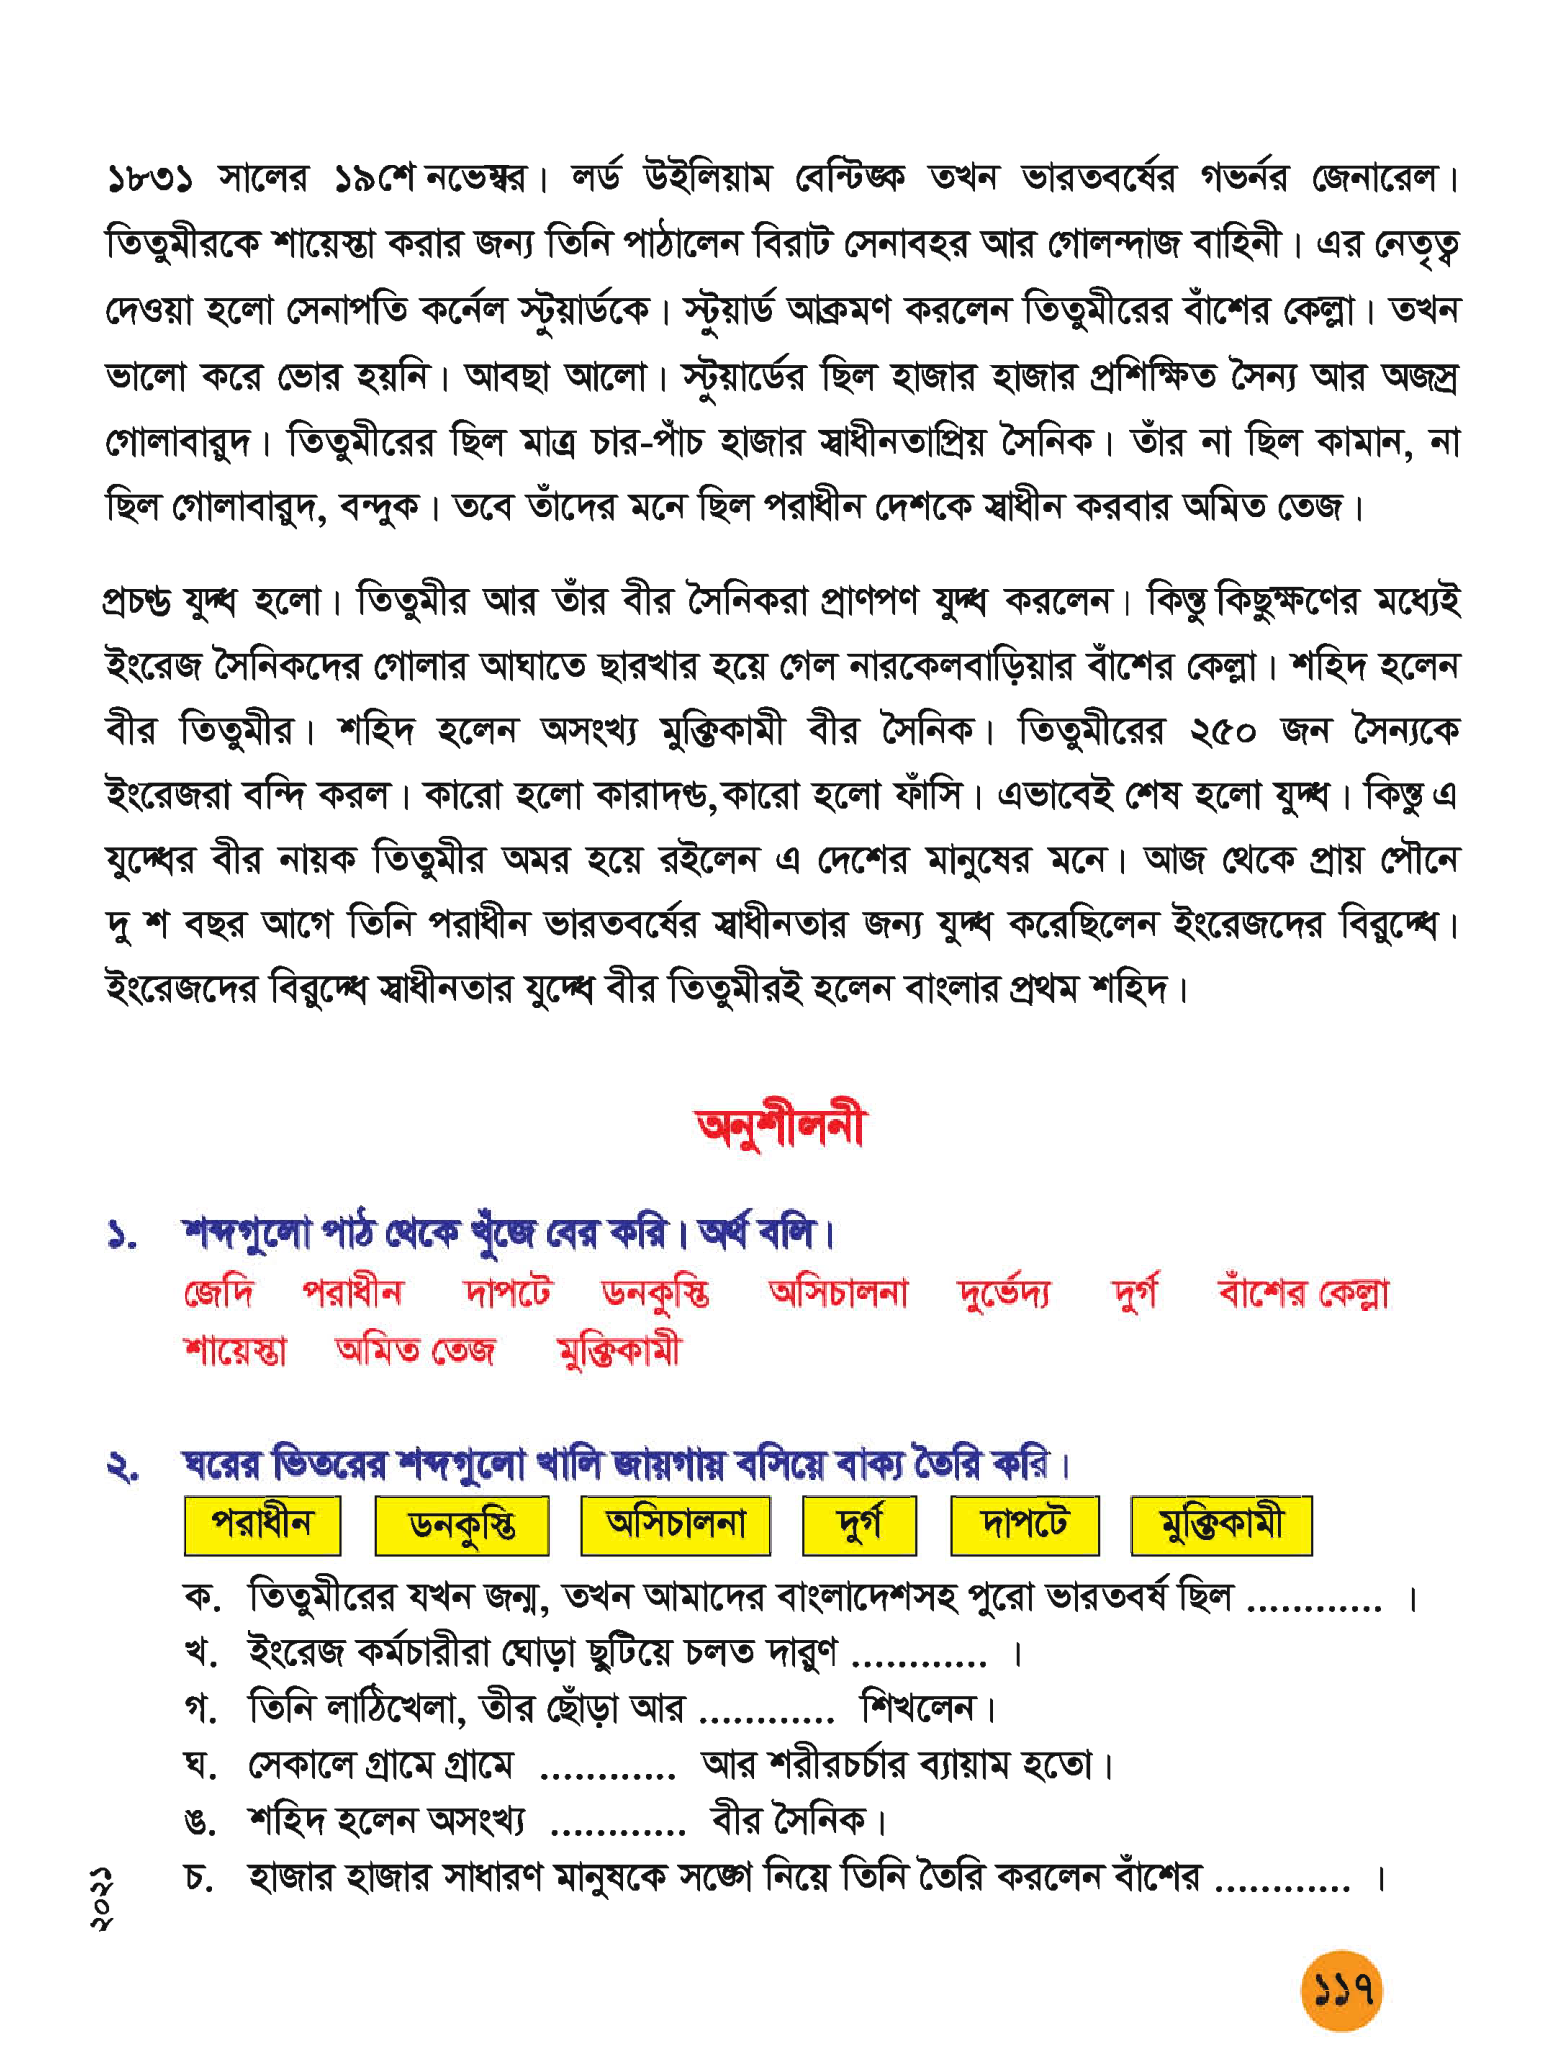 ১৮৩১ সালের ১৯শে নভেম্বর। লর্ড উইলিয়াম বেন্টিঙ্ক তখন ভারতবর্ষের গভর্নর জেনারেল।
তিতুমীরকে শায়েস্তা করার জন্য তিনি পাঠালেন বিরাট সেনাবহর আর গোলন্দাজ বাহিনী। এর নেতৃত্ব
দেওয়া হলো সেনাপতি কর্নেল স্টুয়ার্ডকে। স্টুয়ার্ড আক্রমণ করলেন তিতুমীরের বাঁশের কেল্লা। তখন
ভালো করে ভোর হয়নি। আবছা আলো। স্টুয়ার্ডের ছিল হাজার হাজার প্রশিক্ষিত সৈন্য আর অজস্র
গোলাবারুদ। তিতুমীরের ছিল মাত্র চার-পাঁচ হাজার স্বাধীনতাপ্রিয় সৈনিক। তাঁর না ছিল কামান, না
ছিল গোলাবারুদ, বন্দুক। তবে তাঁদের মনে ছিল পরাধীন দেশকে স্বাধীন করবার অমিত তেজ।
প্রচণ্ড যুদ্ধ হলো। তিতুমীর আর তাঁর বীর সৈনিকরা প্রাণপণ যুদ্ধ করলেন। কিন্তু কিছুক্ষণের মধ্যেই
ইংরেজ সৈনিকদের গোলার আঘাতে ছারখার হয়ে গেল নারকেলবাড়িয়ার বাঁশের কেল্লা। শহিদ হলেন
বীর তিতুমীর। শহিদ হলেন অসংখ্য মুক্তিকামী বীর সৈনিক। তিতুমীরের ২৫০ জন সৈন্যকে
ইংরেজরা বন্দি করল। কারো হলো কারাদণ্ড,কারো হলো ফাঁসি। এভাবেই শেষ হলো যুদ্ধ। কিন্তু এ
যুদ্ধের বীর নায়ক তিতুমীর অমর হয়ে রইলেন এ দেশের মানুষের মনে। আজ থেকে প্রায় পৌনে
দু শ বছর আগে তিনি পরাধীন ভারতবর্ষের স্বাধীনতার জন্য যুদ্ধ করেছিলেন ইংরেজদের বিরুদ্ধে।
ইংরেজদের বিরুদ্ধে স্বাধীনতার যুদ্ধে বীর তিতুমীরই হলেন বাংলার প্রথম শহিদ।
অনুশীলনী
১. শব্দগুলো পাঠ থেকে খুঁজে বের করি। অর্থ বলি।
জেদি পরাধীন দাপটে ডনকুস্তি অসিচালনা দুর্ভেদ্য দুর্গ বাঁশের কেল্লা
শায়েস্তা অমিত তেজ মুক্তিকামী
২. ঘরের ভিতরের শব্দগুলো খালি জায়গায় বসিয়ে বাক্য তৈরি করি।
পরাধীন ডনকুস্তি অসিচালনা দুর্গ দাপটে মুক্তিকামী
ক. তিতুমীরের যখন জন্ম, তখন আমাদের বাংলাদেশসহ পুরো ভারতবর্ষ ছিল ............ ।
খ. ইংরেজ কর্মচারীরা ঘোড়া ছুটিয়ে চলত দারুণ ............ ।
গ. তিনি লাঠিখেলা, তীর ছোঁড়া আর ............ শিখলেন।
ঘ. সেকালে গ্রামে গ্রামে ............ আর শরীরচর্চার ব্যায়াম হতো।
ঙ. শহিদ হলেন অসংখ্য ............ বীর সৈনিক।
চ. হাজার হাজার সাধারণ মানুষকে সঙ্গে নিয়ে তিনি তৈরি করলেন বাঁশের ............ ।
২০২১
১১৭